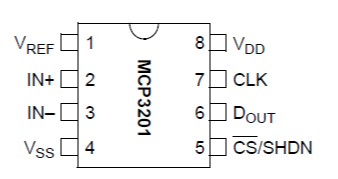 VREF 1 8 VDD
IN+ 2 7 CLK
IN– 3 6 DOUT
VSS 4 5 CS/SHDN
MCP3201